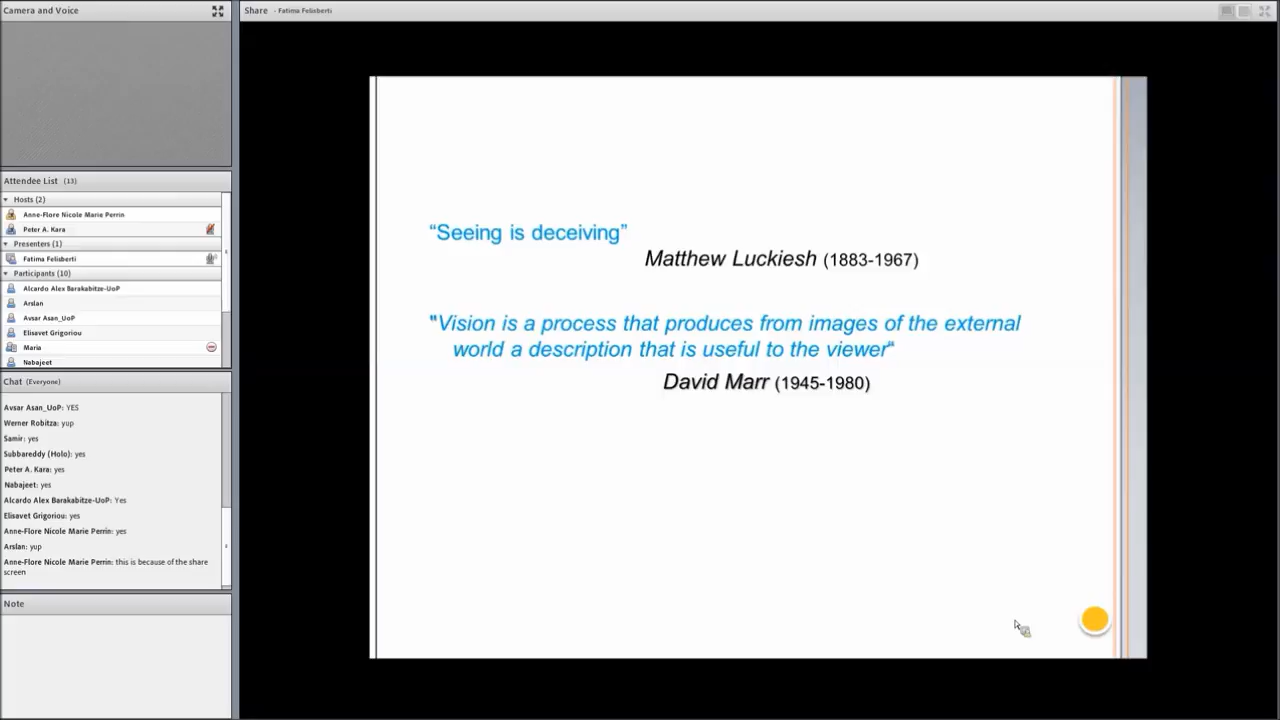 Camera and Voice
Share - Fatima Felisberti
Attendee List (13)
Hosts (2)
Anne-Flore Nicole Marie Perrin
Peter A. Kara
Presenters (1)
Fatima Felisberti
Participants (10)
Alcardo Alex Barakabitze-UoP
Arslan
Avsar Asan_UoP
Elisavet Grigoriou
Maria
Nabajeet
Chat (Everyone)
Avsar Asan_UoP: YES
Werner Robitza: yup
Samir: yes
Subbareddy (Holo): yes
Peter A. Kara: yes
Nabajeet: yes
Alcardo Alex Barakabitze-UoP: Yes
Elisavet Grigoriou: yes
Anne-Flore Nicole Marie Perrin: yes
Arslan: yup
Anne-Flore Nicole Marie Perrin: this is because of the share
screen
Note
“Seeing is deceiving”
Matthew Luckiesh (1883-1967)
"Vision is a process that produces from images of the external
world a description that is useful to the viewer“
David Marr (1945-1980)